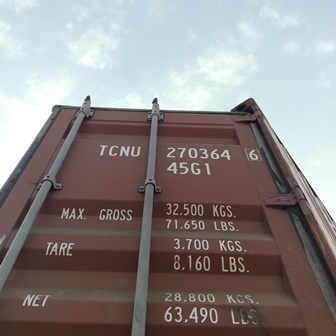 TCNU 270364 6
45G1
MAX. GROSS 32.500 KGS.
71.650 LBS.
TARE 3.700 KGS.
8.160 LBS.
NET 28.800 KGS.
63,490 LBS